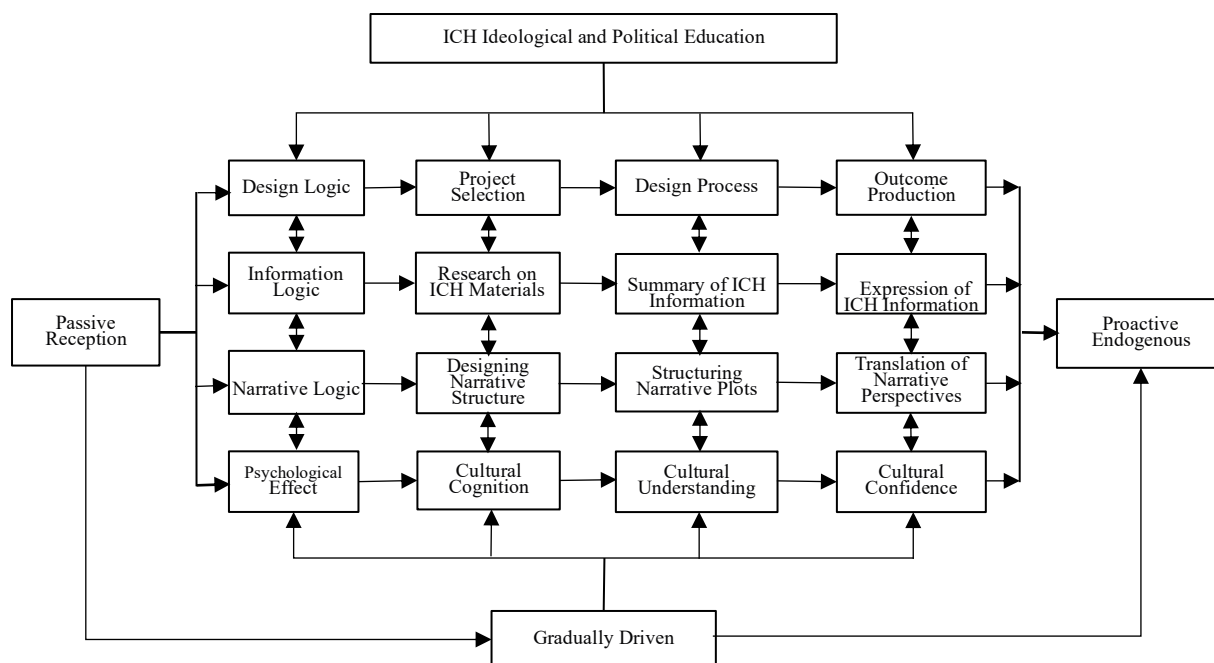 ICH Ideological and Political Education
Design Logic
Project
Selection
Design Process
Outcome
Production
Information
Logic
Research on
ICH Materials
Summary of ICH
Information
Expression of
ICH Information
Passive
Reception
Proactive
Endogenous
Narrative Logic
Designing
Narrative
Structure
Structuring
Narrative Plots
Translation of
Narrative
Perspectives
Psychological
Effect
Cultural
Cognition
Cultural
Understanding
Cultural
Confidence
Gradually Driven